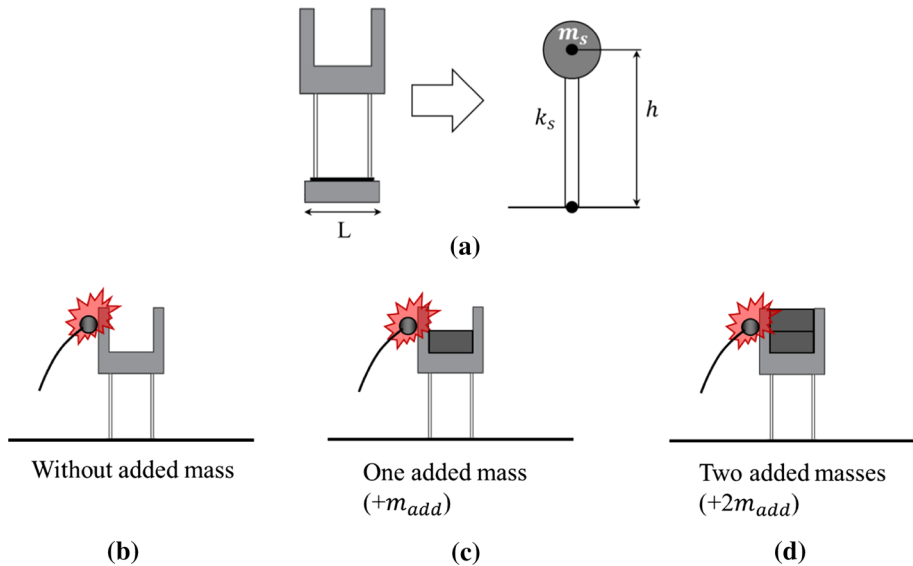 m_s
k_s
h
L
(a)
Without added mass
One added mass
(+m_add)
Two added masses
(+2m_add)
(b)
(c)
(d)